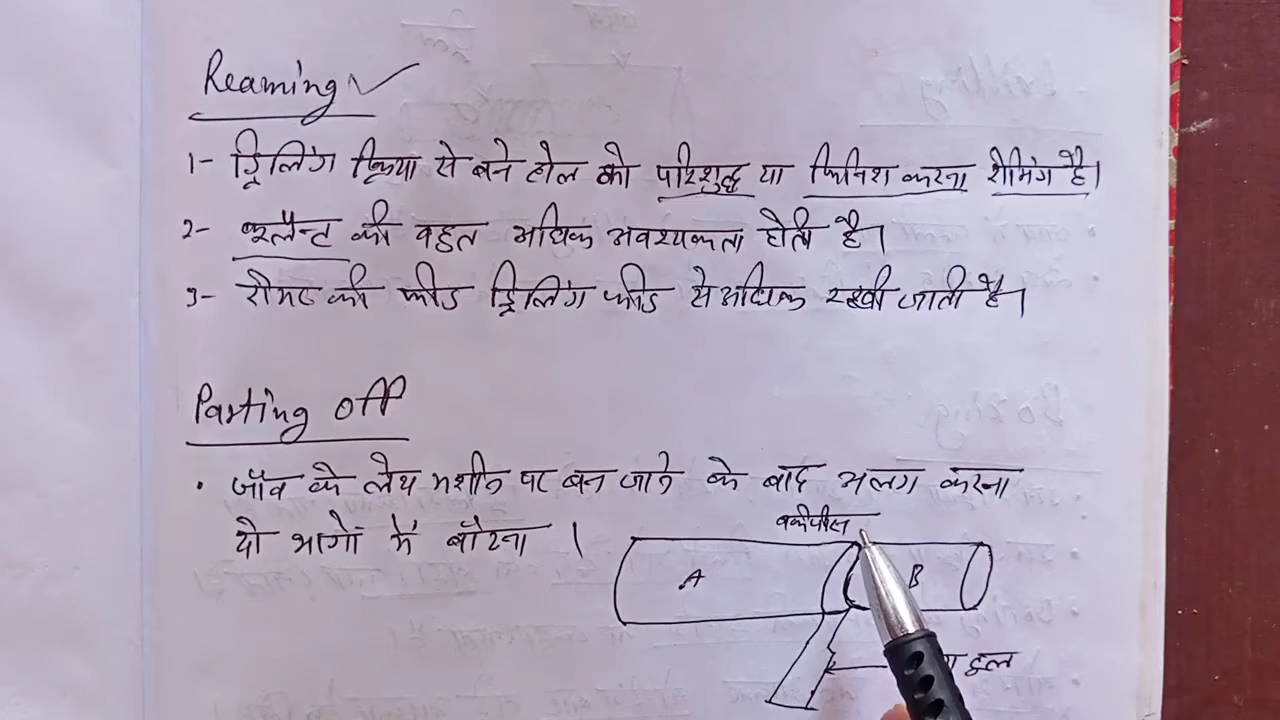 Reaming
1- ड्रिलिंग क्रिया से बने होल को परिशुद्ध या फिनिश करना रीमिंग है।
2- कूलैन्ट की बहुत अधिक अवश्यकता होती है।
3- रीमर की फीड ड्रिलिंग फीड से अधिक रखी जाती है।
Parting off
• जॉब के लेथ मशीन पर बन जाने के बाद अलग करना
दो भागों में बाँटना ।
वर्कपीस
A
B
टूल